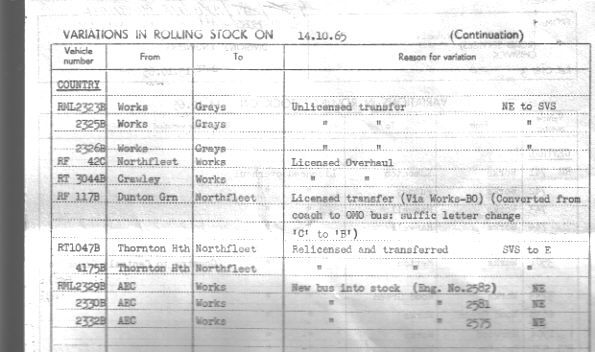 VARIATIONS IN ROLLING STOCK ON 14.10.65 (Continuation)
Vehicle number From To Reason for variation
COUNTRY
RML2323B Works Grays Unlicensed transfer NE to SVS
2325B Works Grays " " "
2326B Works Grays " " "
RF 42C Northfleet Works Licensed Overhaul
RT 3044B Crawley Works " "
RF 117B Dunton Grn Northfleet Licensed transfer (Via Works-BO) (Converted from
coach to OMO bus: suffic letter change
'C' to 'B')
RT1047B Thornton Hth Northfleet Relicensed and transferred SVS to E
4175B Thornton Hth Northfleet " " "
RML2329B AEC Works New bus into stock (Eng. No.2582) NE
2330B AEC Works " " 2581 NE
2332B AEC Works " " 2575 NE